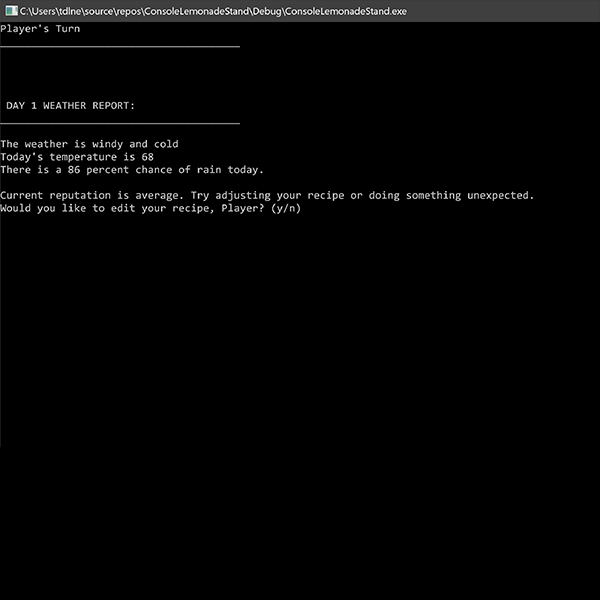 C:\Users\tdlne\source\repos\ConsoleLemonadeStand\Debug\ConsoleLemonadeStand.exe
Player's Turn
DAY 1 WEATHER REPORT:
The weather is windy and cold
Today's temperature is 68
There is a 86 percent chance of rain today.
Current reputation is average. Try adjusting your recipe or doing something unexpected.
Would you like to edit your recipe, Player? (y/n)